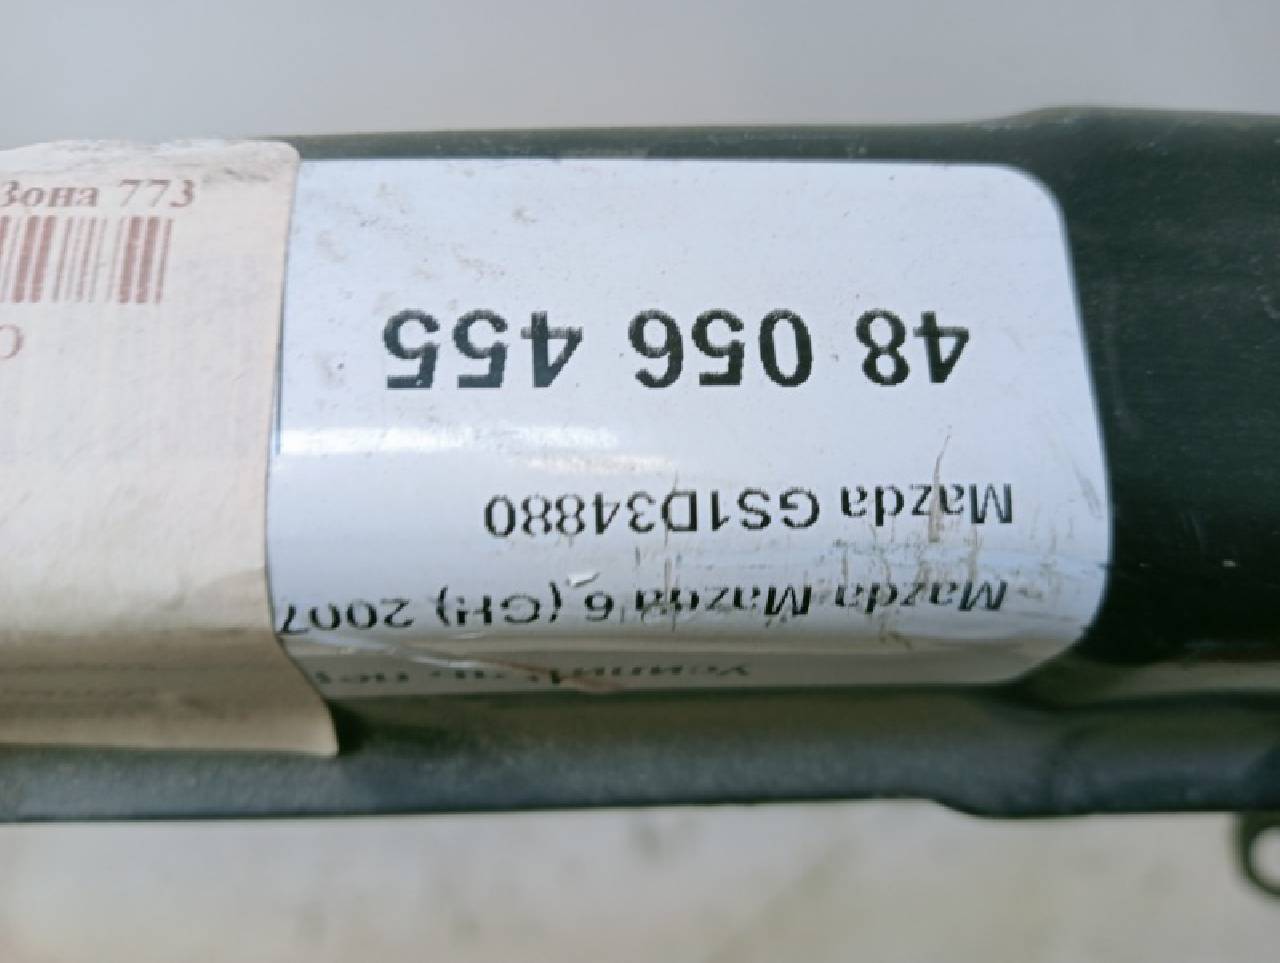 Зона 773
48 056 455
Mazda GS1D34880
Mazda Mazda 6 (GH) 2007